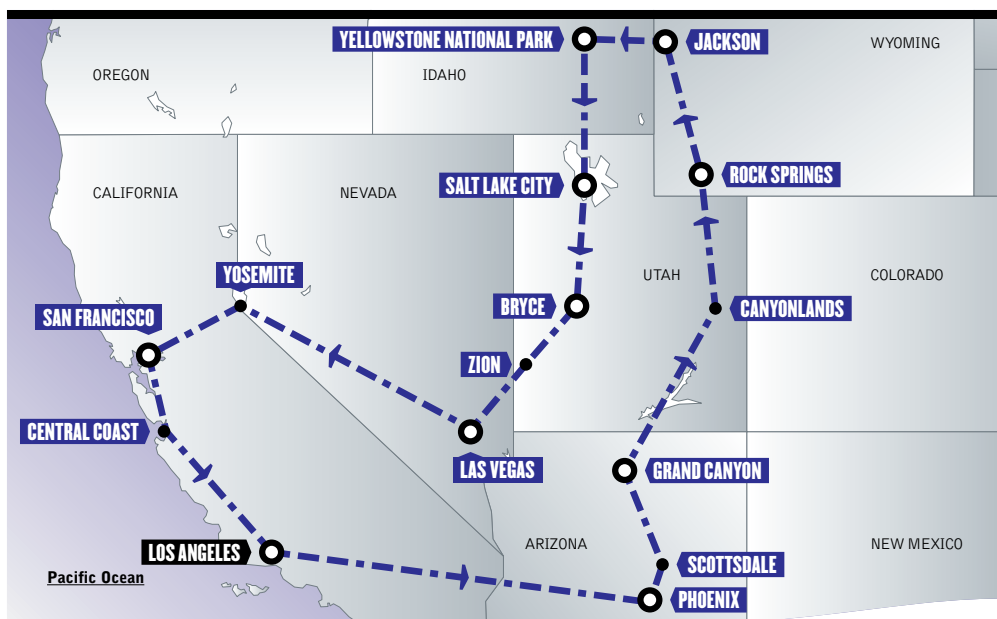 YELLOWSTONE NATIONAL PARK
JACKSON
WYOMING
OREGON
IDAHO
ROCK SPRINGS
SALT LAKE CITY
CALIFORNIA
NEVADA
YOSEMITE
UTAH
COLORADO
BRYCE
CANYONLANDS
SAN FRANCISCO
ZION
CENTRAL COAST
LAS VEGAS
GRAND CANYON
LOS ANGELES
ARIZONA
NEW MEXICO
SCOTTSDALE
Pacific Ocean
PHOENIX